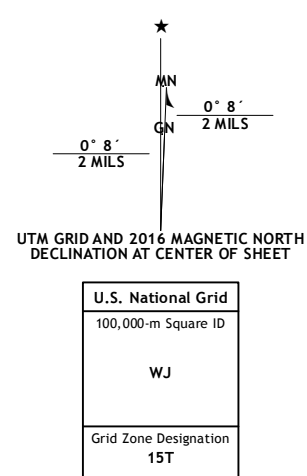 ★
MN
GN
0° 8´
2 MILS
0° 8´
2 MILS
UTM GRID AND 2016 MAGNETIC NORTH
DECLINATION AT CENTER OF SHEET
U.S. National Grid
100,000-m Square ID
WJ
Grid Zone Designation
15T